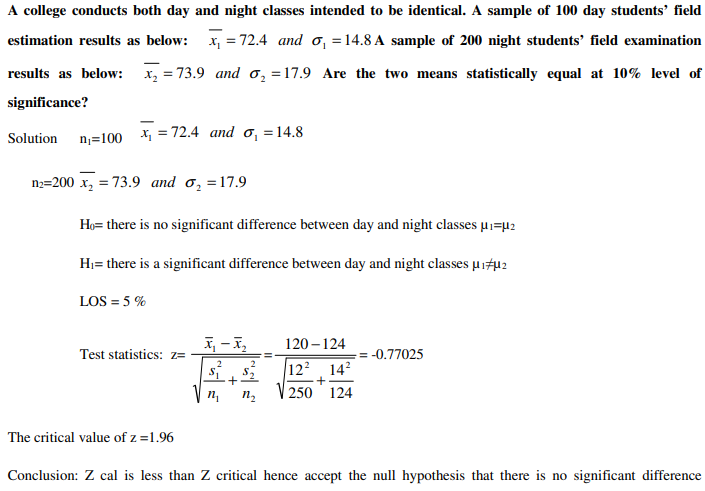 A college conducts both day and night classes intended to be identical. A sample of 100 day students' field
estimation results as below: x̄₁ = 72.4 and σ₁ = 14.8 A sample of 200 night students' field examination
results as below: x̄₂ = 73.9 and σ₂ = 17.9 Are the two means statistically equal at 10% level of
significance?
Solution n₁=100 x̄₁ = 72.4 and σ₁ = 14.8
n₂=200 x̄₂ = 73.9 and σ₂ = 17.9
H₀= there is no significant difference between day and night classes μ₁=μ₂
H₁= there is a significant difference between day and night classes μ₁≠μ₂
LOS = 5 %
Test statistics: z= (x̄₁ − x̄₂) / √(s₁²/n₁ + s₂²/n₂) = (120 – 124) / √(12²/250 + 14²/124) = -0.77025
The critical value of z =1.96
Conclusion: Z cal is less than Z critical hence accept the null hypothesis that there is no significant difference